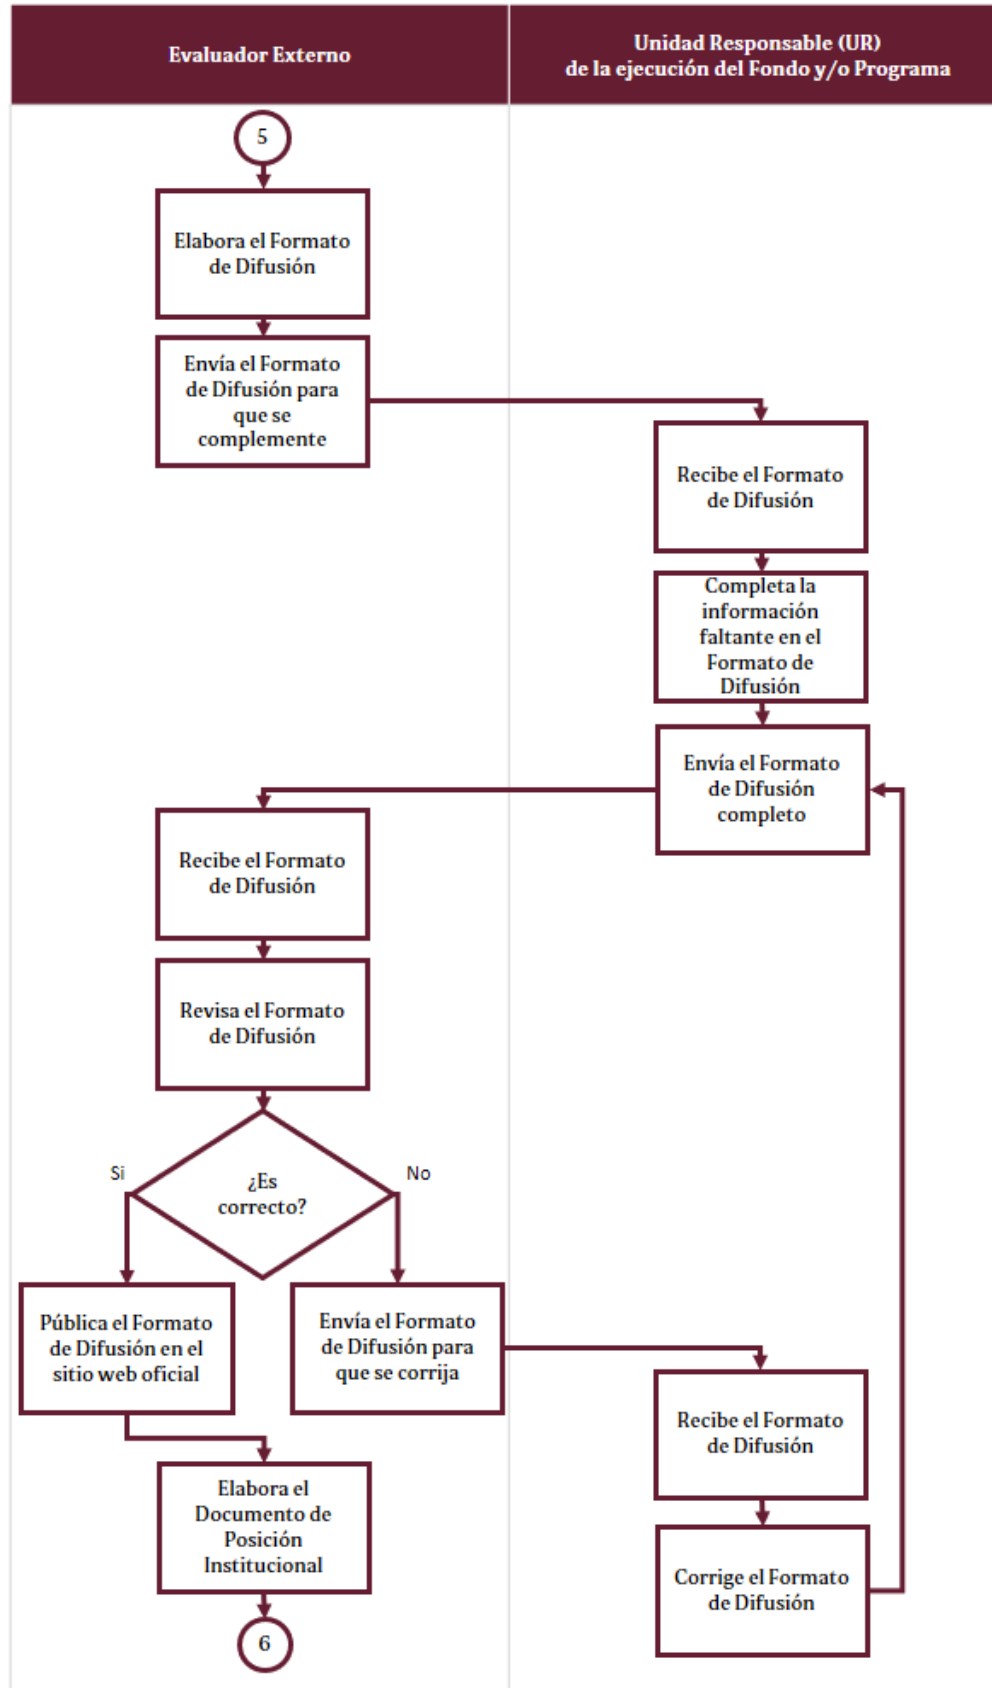 Evaluador Externo
Unidad Responsable (UR)
de la ejecución del Fondo y/o Programa
5
Elabora el Formato
de Difusión
Envía el Formato
de Difusión para
que se
complemente
Recibe el Formato
de Difusión
Completa la
información
faltante en el
Formato de
Difusión
Envía el Formato
de Difusión
completo
Recibe el Formato
de Difusión
Revisa el Formato
de Difusión
¿Es
correcto?
Si
No
Pública el Formato
de Difusión en el
sitio web oficial
Envía el Formato
de Difusión para
que se corrija
Recibe el Formato
de Difusión
Corrige el Formato
de Difusión
Elabora el
Documento de
Posición
Institucional
6